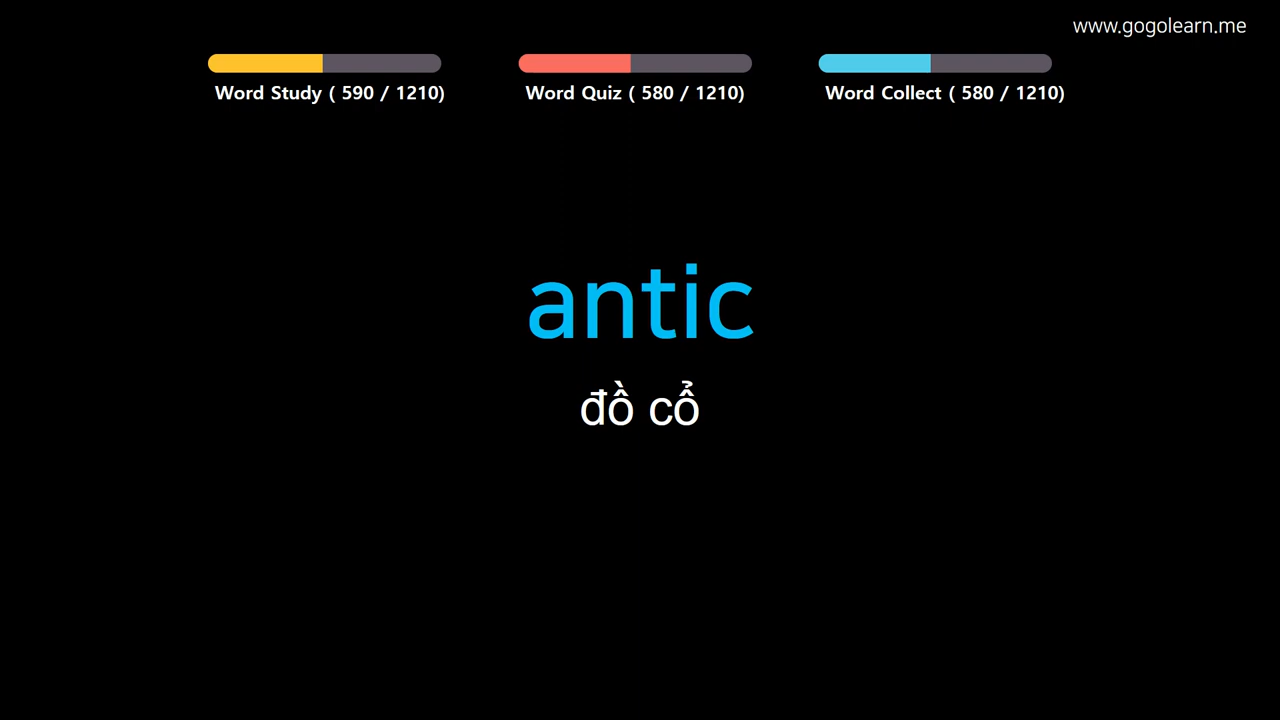 www.gogolearn.me
Word Study ( 590 / 1210)
Word Quiz ( 580 / 1210)
Word Collect ( 580 / 1210)
antic
đồ cổ